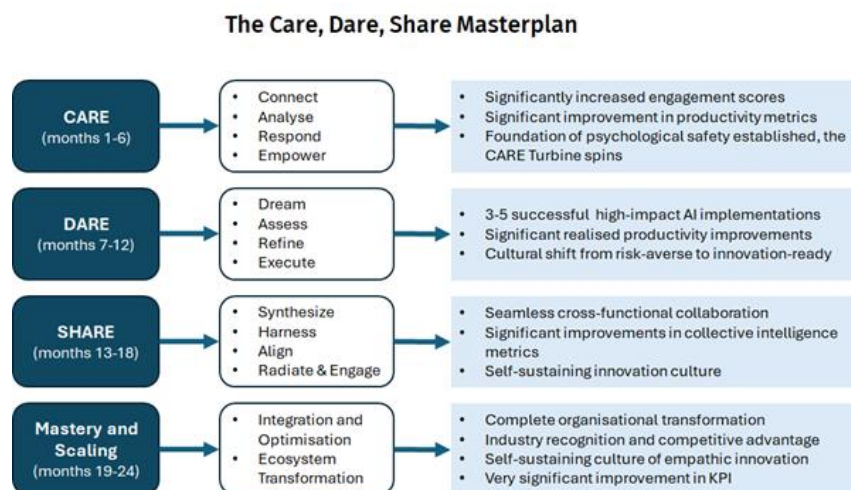 The Care, Dare, Share Masterplan
CARE
(months 1-6)
• Connect
• Analyse
• Respond
• Empower
• Significantly increased engagement scores
• Significant improvement in productivity metrics
• Foundation of psychological safety established, the
CARE Turbine spins
DARE
(months 7-12)
• Dream
• Assess
• Refine
• Execute
• 3-5 successful high-impact AI implementations
• Significant realised productivity improvements
• Cultural shift from risk-averse to innovation-ready
SHARE
(months 13-18)
• Synthesize
• Harness
• Align
• Radiate & Engage
• Seamless cross-functional collaboration
• Significant improvements in collective intelligence
metrics
• Self-sustaining innovation culture
Mastery and
Scaling
(months 19-24)
• Integration and
Optimisation
• Ecosystem
Transformation
• Complete organisational transformation
• Industry recognition and competitive advantage
• Self-sustaining culture of empathic innovation
• Very significant improvement in KPI